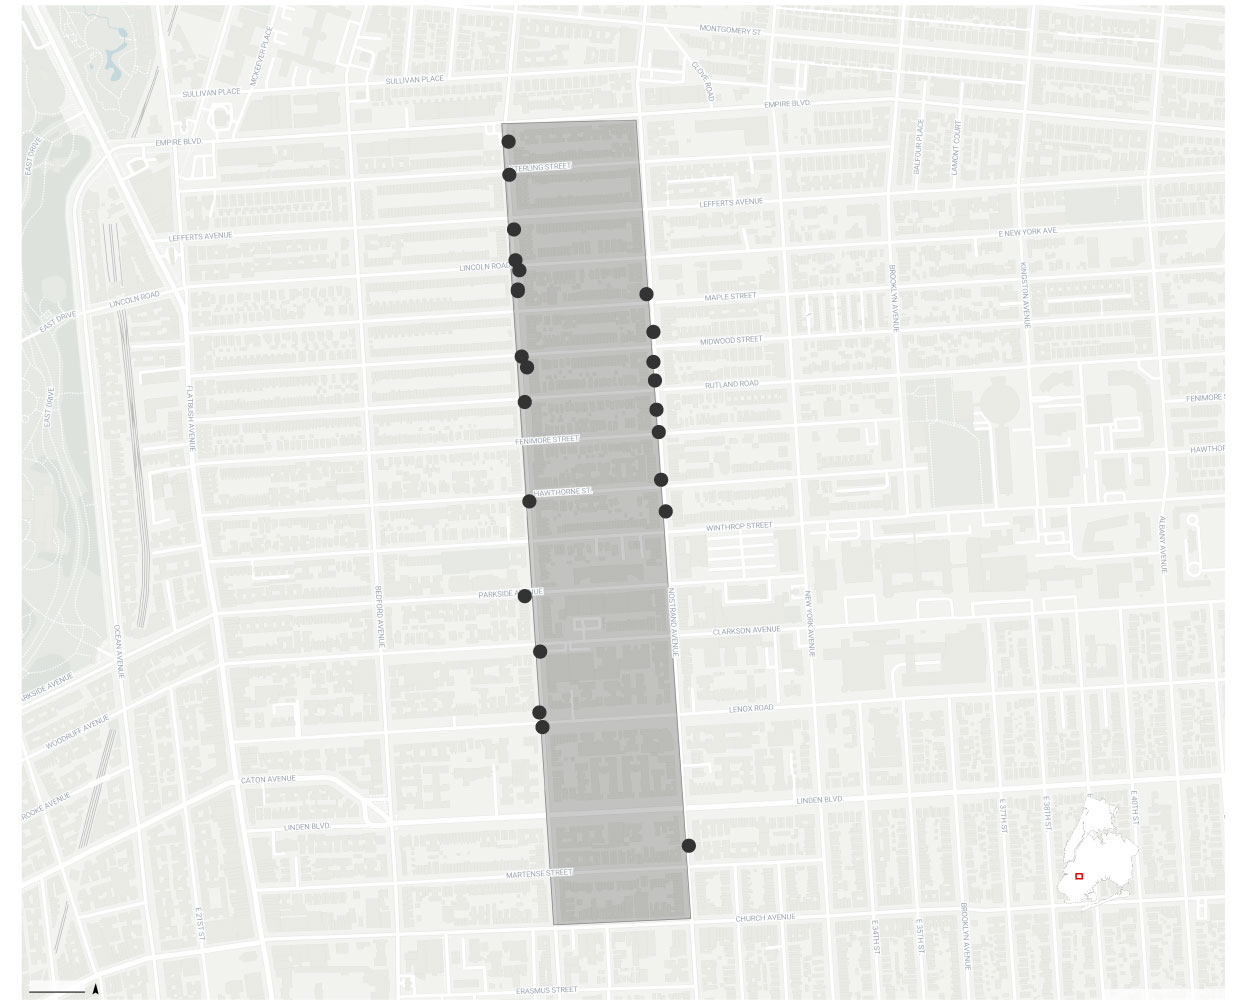 MONTGOMERY ST
MCKEEVER PLACE
CLOVE ROAD
SULLIVAN PLACE
SULLIVAN PLACE
EMPIRE BLVD.
EMPIRE BLVD
EAST DRIVE
BALFOUR PLACE
LAMONT COURT
STERLING STREET
LEFFERTS AVENUE
LEFFERTS AVENUE
E NEW YORK AVE.
LINCOLN ROAD
LINCOLN ROAD
BROOKLYN AVENUE
KINGSTON AVENUE
MAPLE STREET
EAST DRIVE
MIDWOOD STREET
RUTLAND ROAD
EAST DRIVE
FLATBUSH AVENUE
FENIMORE S
FENIMORE STREET
HAWTHOR
HAWTHORNE ST.
WINTHROP STREET
ALBANY AVENUE
PARKSIDE
BEDFORD AVENUE
NOSTRAND AVENUE
NEW YORK AVENUE
CLARKSON AVENUE
OCEAN AVENUE
ARKSIDE AVENUE
LENOX ROAD
WOODRUFF AVENUE
CATON AVENUE
LINDEN BLVD
ROOKE AVENUE
E 37TH ST
E 38TH ST
E 40TH ST
LINDEN BLVD.
MARTENSE STREET
E 21ST ST
CHURCH AVENUE
E 34TH ST
E 35TH ST
BROOKLYN AVENUE
ERASMUS STREET